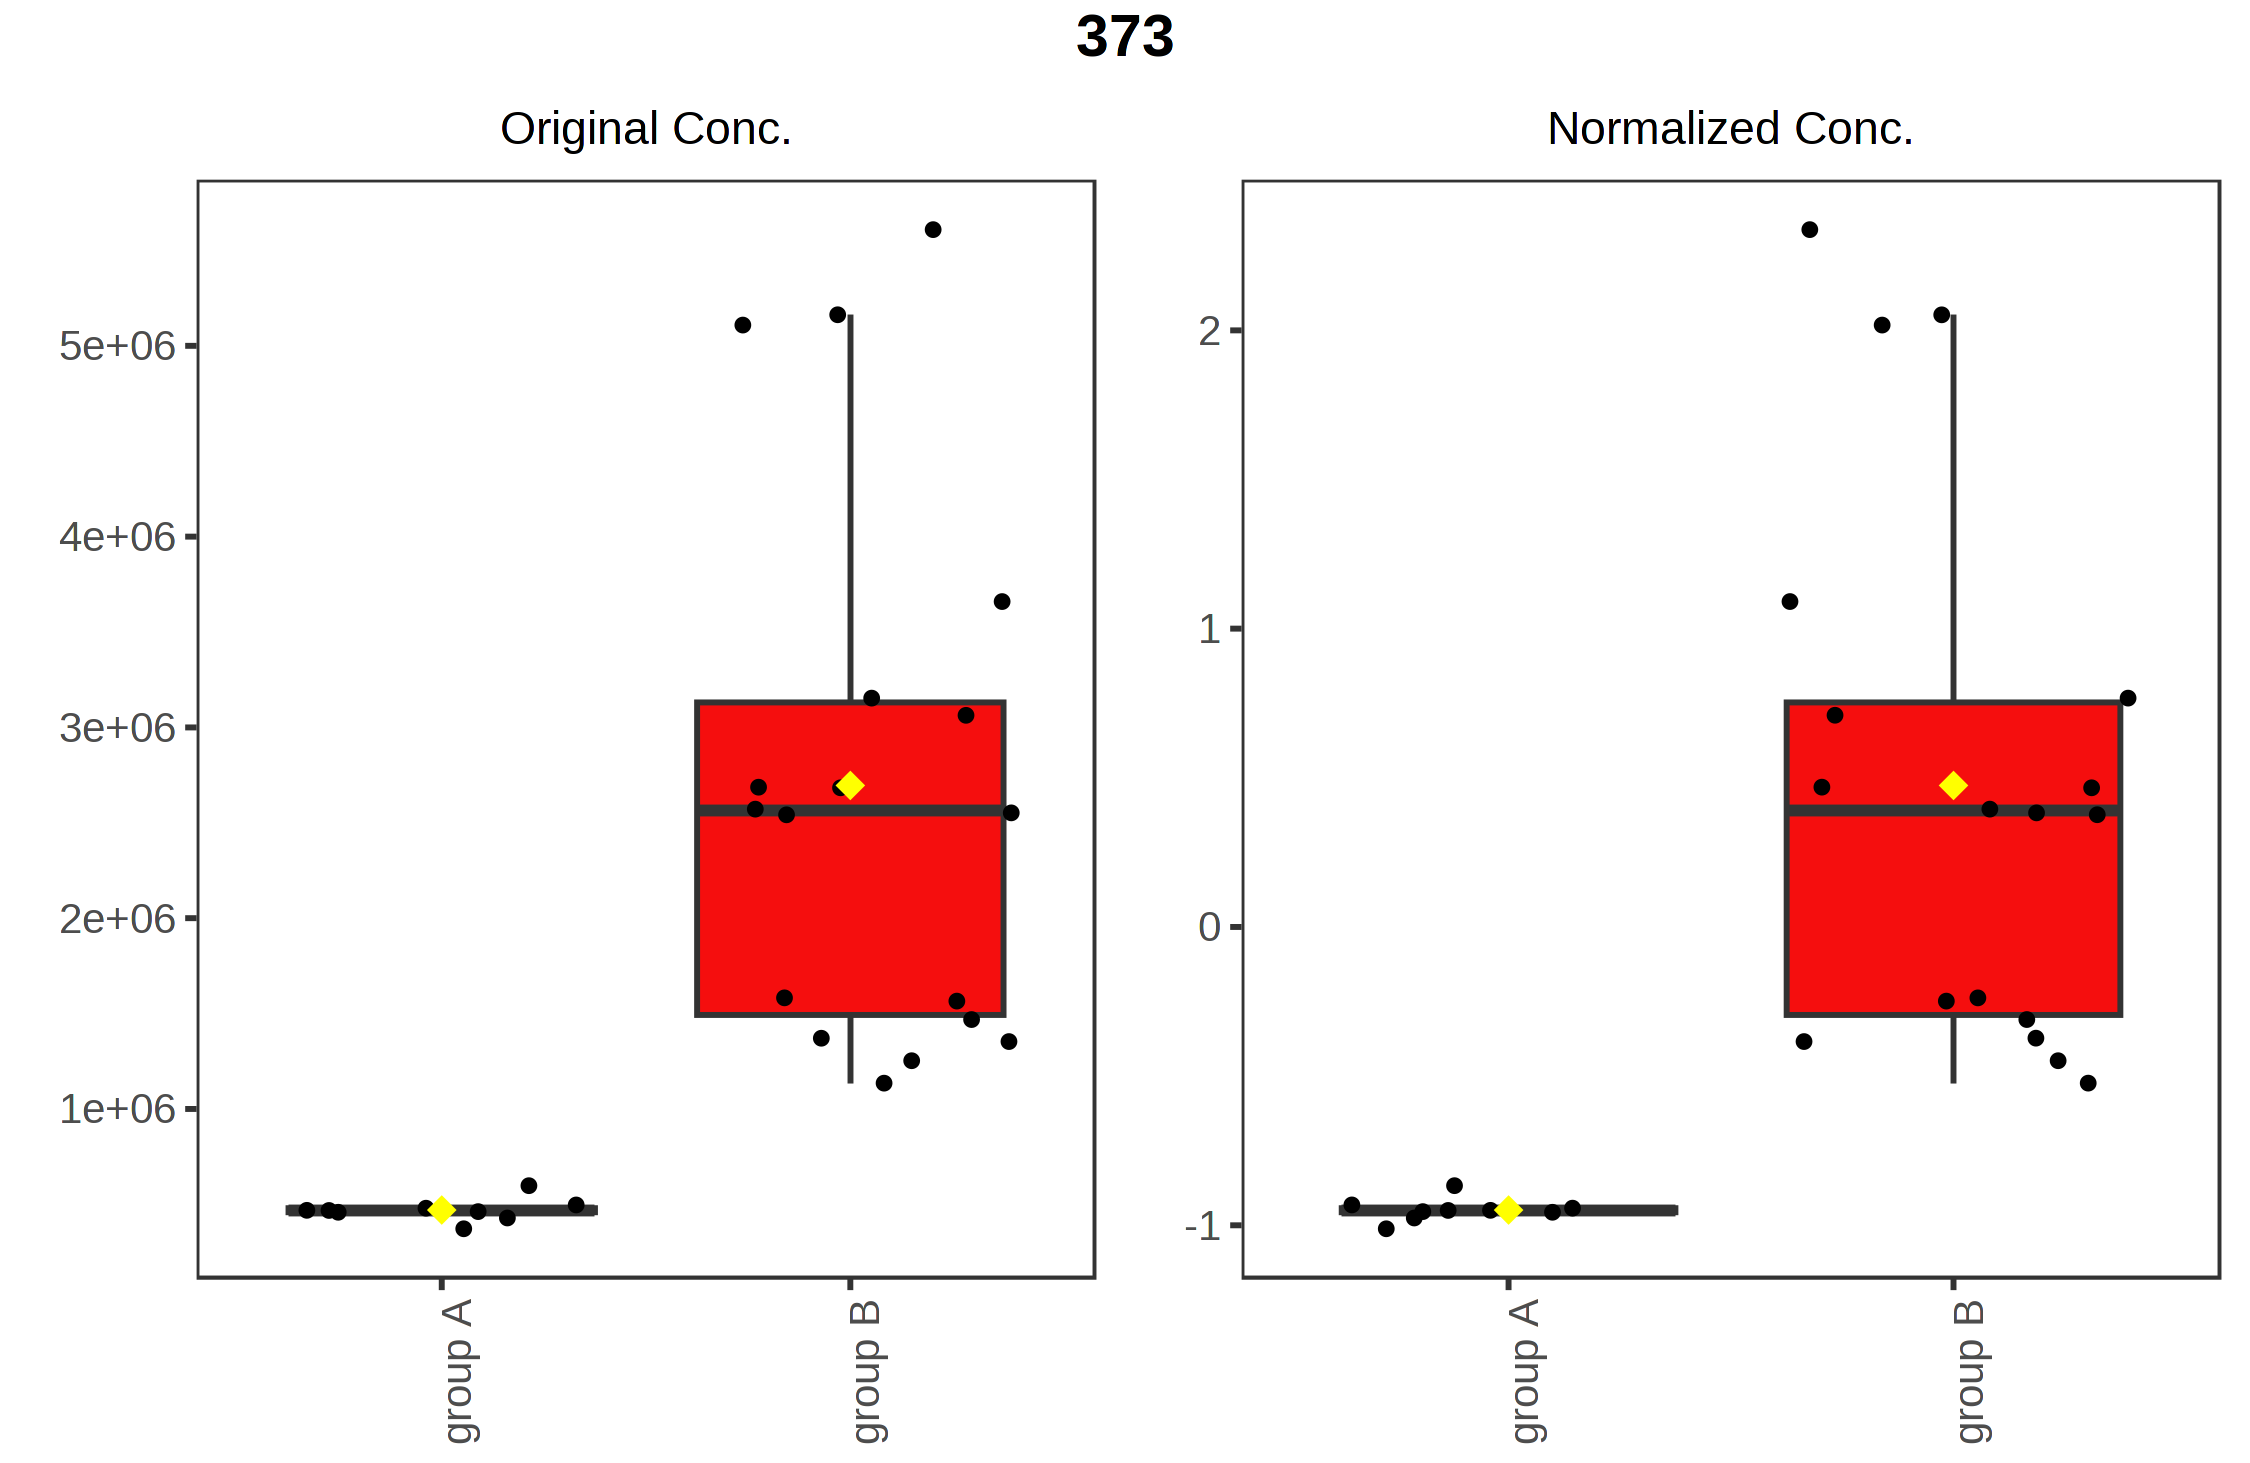 373
Original Conc.
5e+06
4e+06
3e+06
2e+06
1e+06
group A
group B
Normalized Conc.
2
1
0
-1
group A
group B